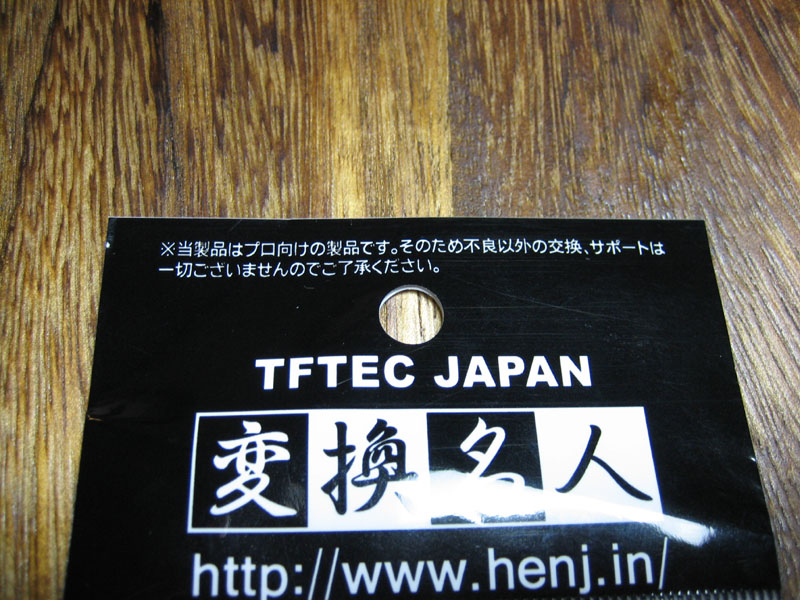 ※当製品はプロ向けの製品です。そのため不良以外の交換、サポートは
一切ございませんのでご了承ください。
TFTEC JAPAN
変換名人
http://www.henj.in/